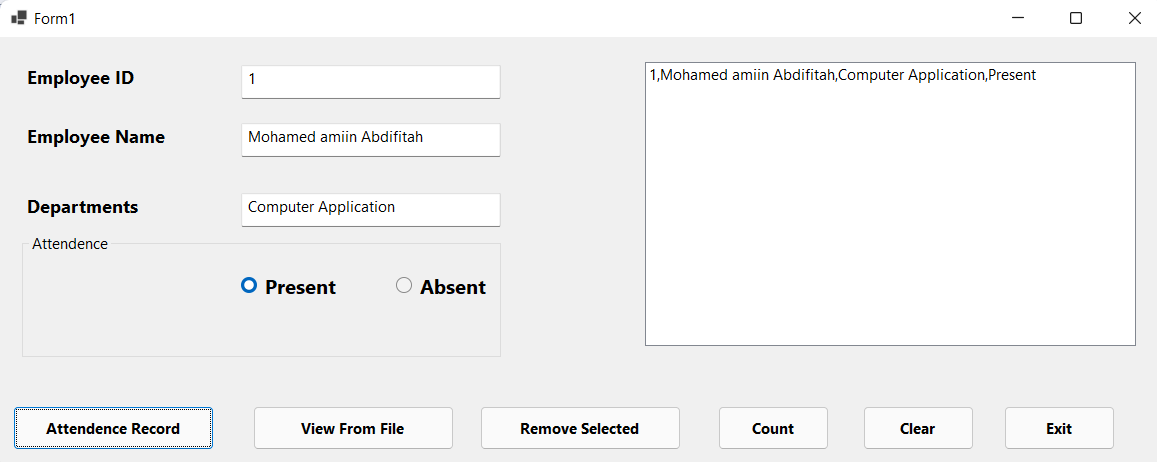 Form1
Employee ID
1
Employee Name
Mohamed amiin Abdifitah
Departments
Computer Application
Attendence
Present
Absent
1,Mohamed amiin Abdifitah,Computer Application,Present
Attendence Record
View From File
Remove Selected
Count
Clear
Exit